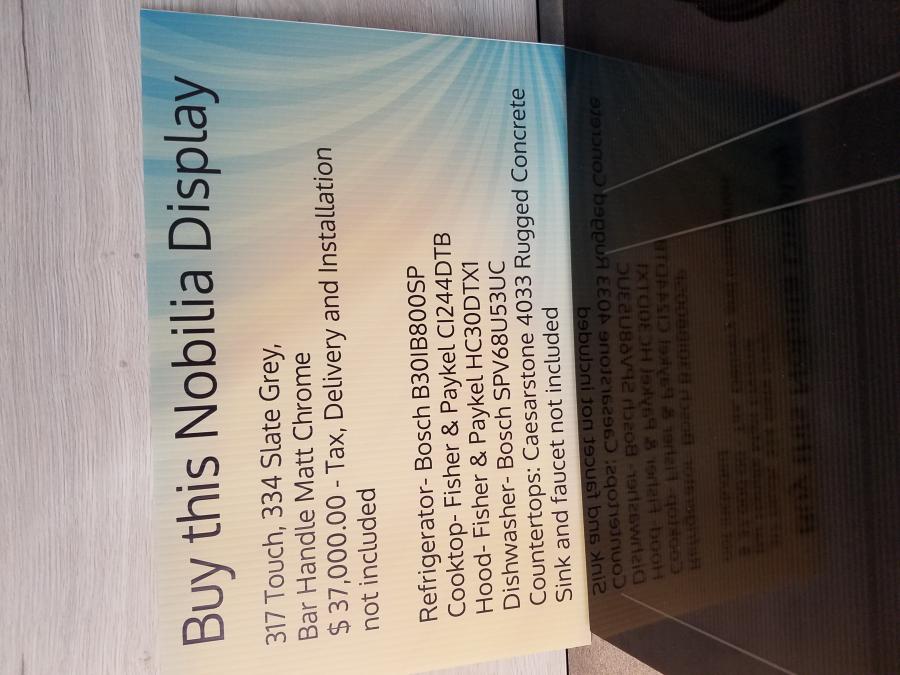 Buy this Nobilia Display
317 Touch, 334 Slate Grey,
Bar Handle Matt Chrome
$ 37,000.00 - Tax, Delivery and Installation
not included
Refrigerator- Bosch B30IB800SP
Cooktop- Fisher & Paykel CI244DTB
Hood- Fisher & Paykel HC30DTX1
Dishwasher- Bosch SPV68U53UC
Countertops: Caesarstone 4033 Rugged Concrete
Sink and faucet not included